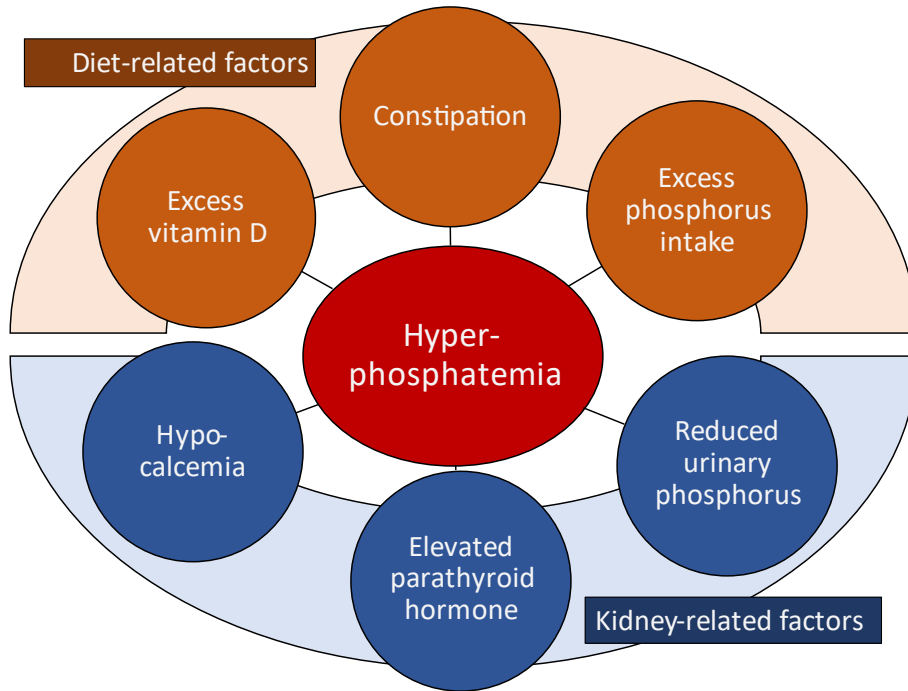 Diet-related factors
Constipation
Excess
vitamin D
Excess
phosphorus
intake
Hyper-
phosphatemia
Hypo-
calcemia
Reduced
urinary
phosphorus
Elevated
parathyroid
hormone
Kidney-related factors